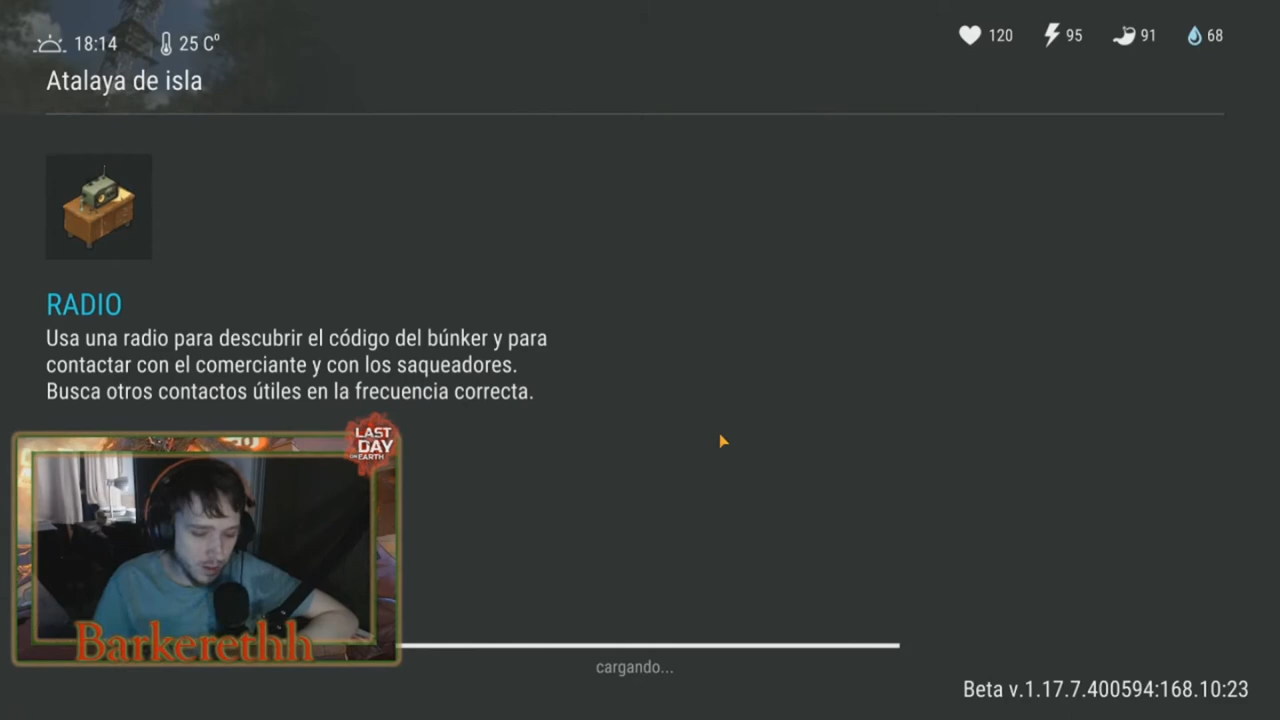 18:14
25 C°
120
95
91
68
Atalaya de isla
RADIO
Usa una radio para descubrir el código del búnker y para
contactar con el comerciante y con los saqueadores.
Busca otros contactos útiles en la frecuencia correcta.
LAST
DAY
ON EARTH
Barkerethh
cargando...
Beta v.1.17.7.400594:168.10:23